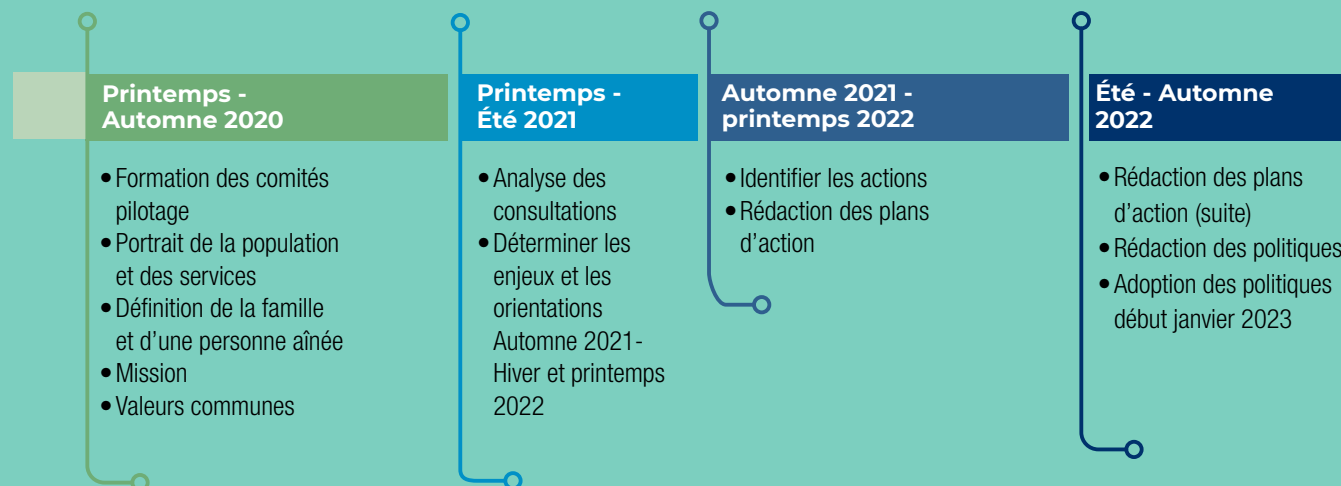 Printemps -
Automne 2020
• Formation des comités
pilotage
• Portrait de la population
et des services
• Définition de la famille
et d'une personne aînée
• Mission
• Valeurs communes
Printemps -
Été 2021
• Analyse des
consultations
• Déterminer les
enjeux et les
orientations
Automne 2021-
Hiver et printemps
2022
Automne 2021 -
printemps 2022
• Identifier les actions
• Rédaction des plans
d'action
Été - Automne
2022
• Rédaction des plans
d'action (suite)
• Rédaction des politiques
• Adoption des politiques
début janvier 2023